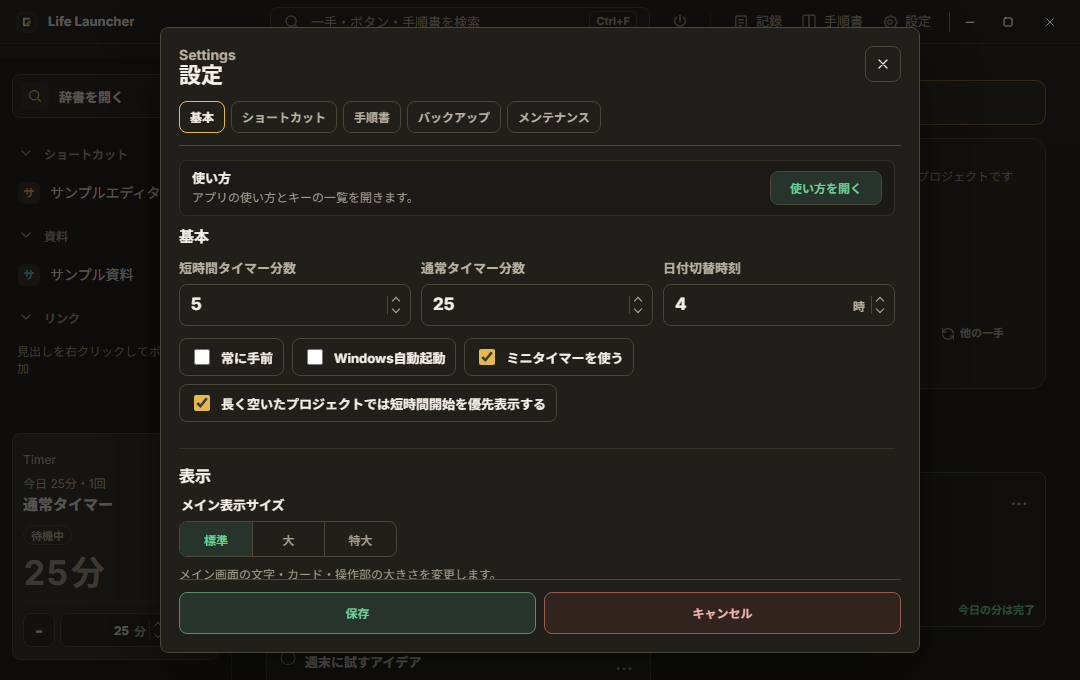 Life Launcher
一手・ボタン・手順書を検索
Ctrl+F
記録
手順書
設定
辞書を開く
ショートカット
サ
サンプルエディタ
資料
サ
サンプル資料
リンク
見出しを右クリックしてボ
加
Timer
今日 25分・1回
通常タイマー
待機中
25分
-
25 分
Settings
設定
基本
ショートカット
手順書
バックアップ
メンテナンス
使い方
アプリの使い方とキーの一覧を開きます。
使い方を開く
基本
短時間タイマー分数
通常タイマー分数
日付切替時刻
5
25
4
時
常に手前
Windows自動起動
ミニタイマーを使う
長く空いたプロジェクトでは短時間開始を優先表示する
表示
メイン表示サイズ
標準
大
特大
メイン画面の文字・カード・操作部の大きさを変更します。
保存
キャンセル
プロジェクトです
他の一手
今日の分は完了
週末に試すアイデア